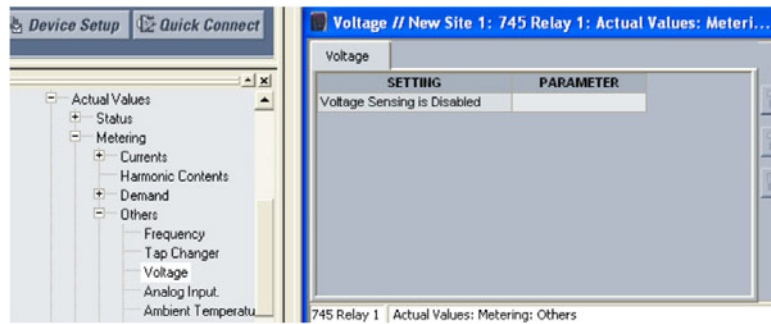 Device Setup
Quick Connect
Actual Values
Status
Metering
Currents
Harmonic Contents
Demand
Others
Frequency
Tap Changer
Voltage
Analog Input.
Ambient Temperatu
Voltage // New Site 1: 745 Relay 1: Actual Values: Meteri...
Voltage
SETTING PARAMETER
Voltage Sensing is Disabled
745 Relay 1 Actual Values: Metering: Others